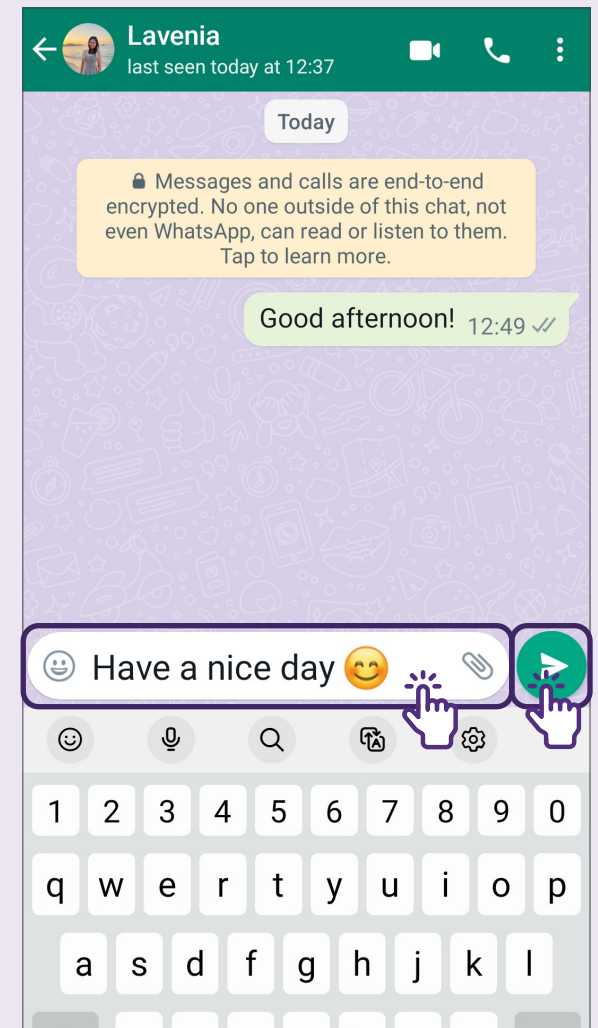 Lavenia
last seen today at 12:37
Today
Messages and calls are end-to-end
encrypted. No one outside of this chat, not
even WhatsApp, can read or listen to them.
Tap to learn more.
Good afternoon! 12:49
Have a nice day 😊
1 2 3 4 5 6 7 8 9 0
q w e r t y u i o p
a s d f g h j k l